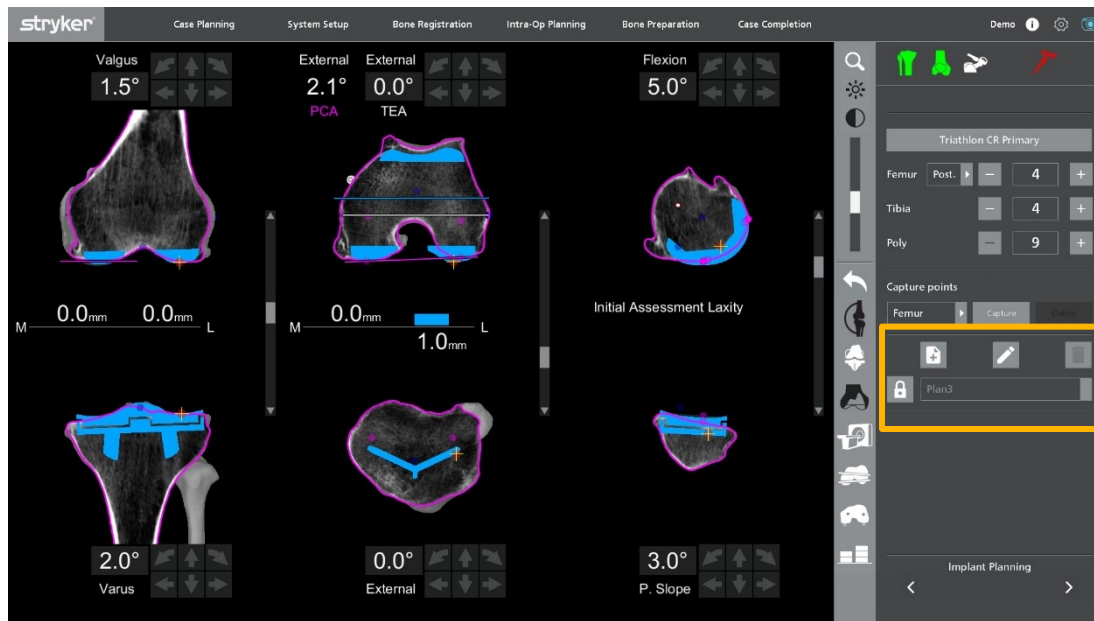 stryker
Case Planning
System Setup
Bone Registration
Intra-Op Planning
Bone Preparation
Case Completion
Demo
Valgus
1.5°
External
2.1°
PCA
External
0.0°
TEA
Flexion
5.0°
Triathlon CR Primary
Femur Post. 4
Tibia 4
Poly 9
Capture points
Femur Capture Delete
Plan3
M 0.0mm 0.0mm L
M 0.0mm 1.0mm L
Initial Assessment Laxity
2.0°
Varus
0.0°
External
3.0°
P. Slope
Implant Planning